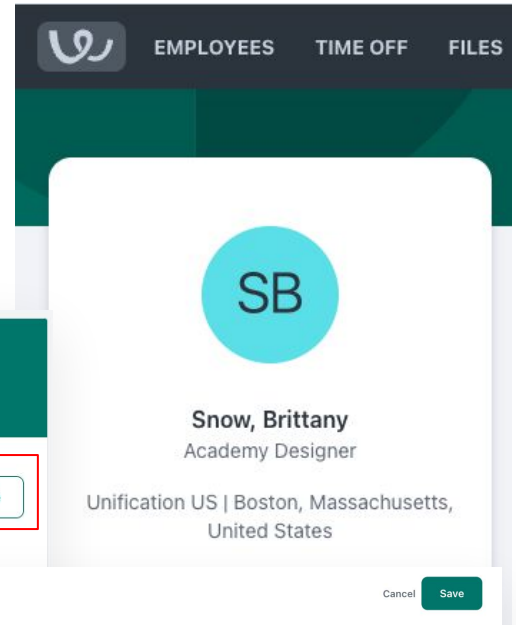 EMPLOYEES TIME OFF FILES
SB
Snow, Brittany
Academy Designer
Unification US | Boston, Massachusetts,
United States
Cancel Save